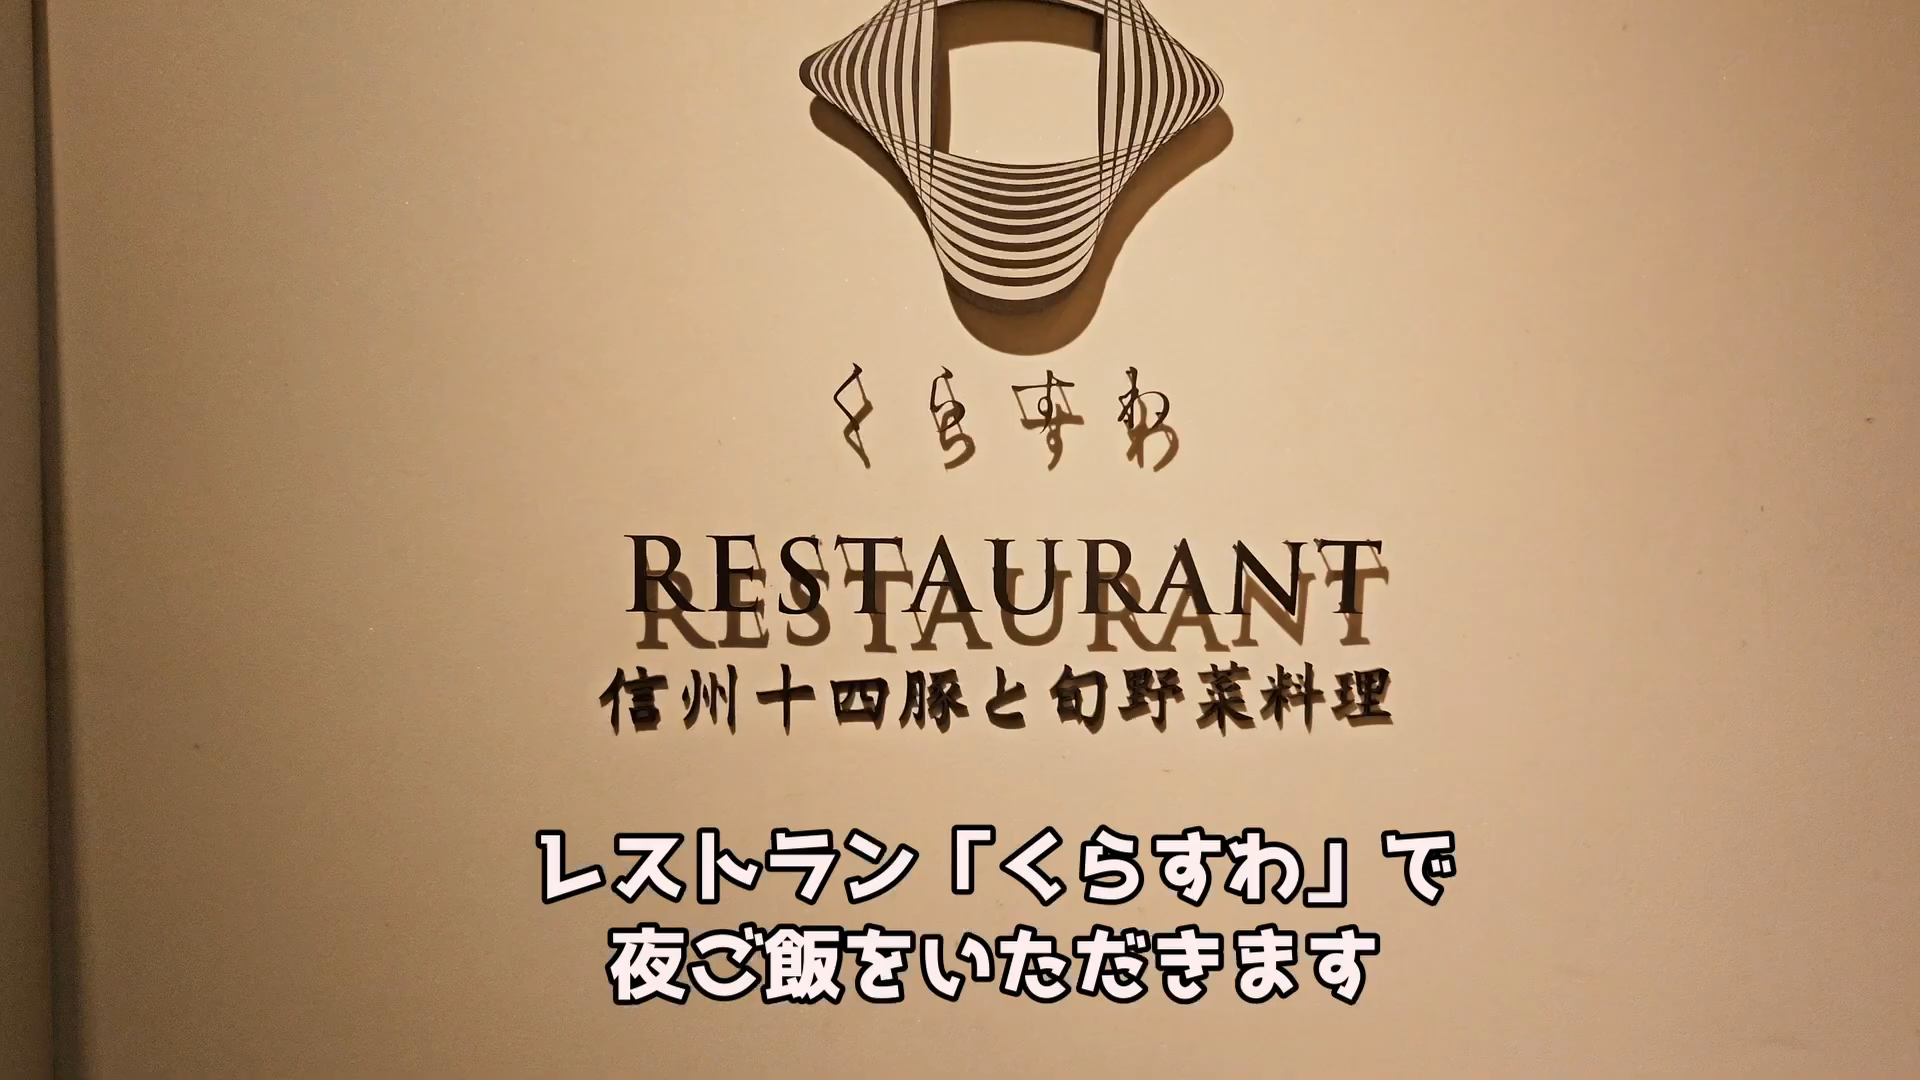 くらすわ
RESTAURANT
信州十四豚と旬野菜料理
レストラン「くらすわ」で
夜ご飯をいただきます